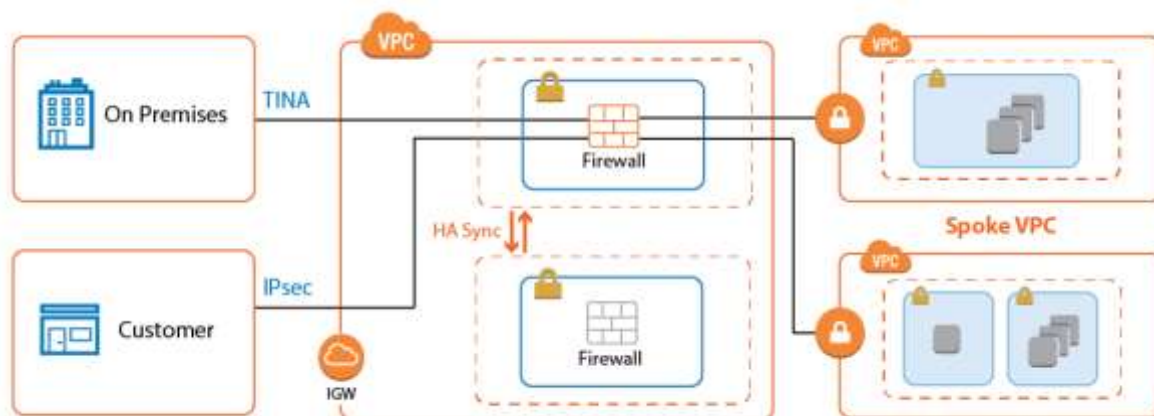 VPC
VPC
On Premises
TINA
Firewall
HA Sync
Spoke VPC
VPC
Customer
IPsec
Firewall
IGW